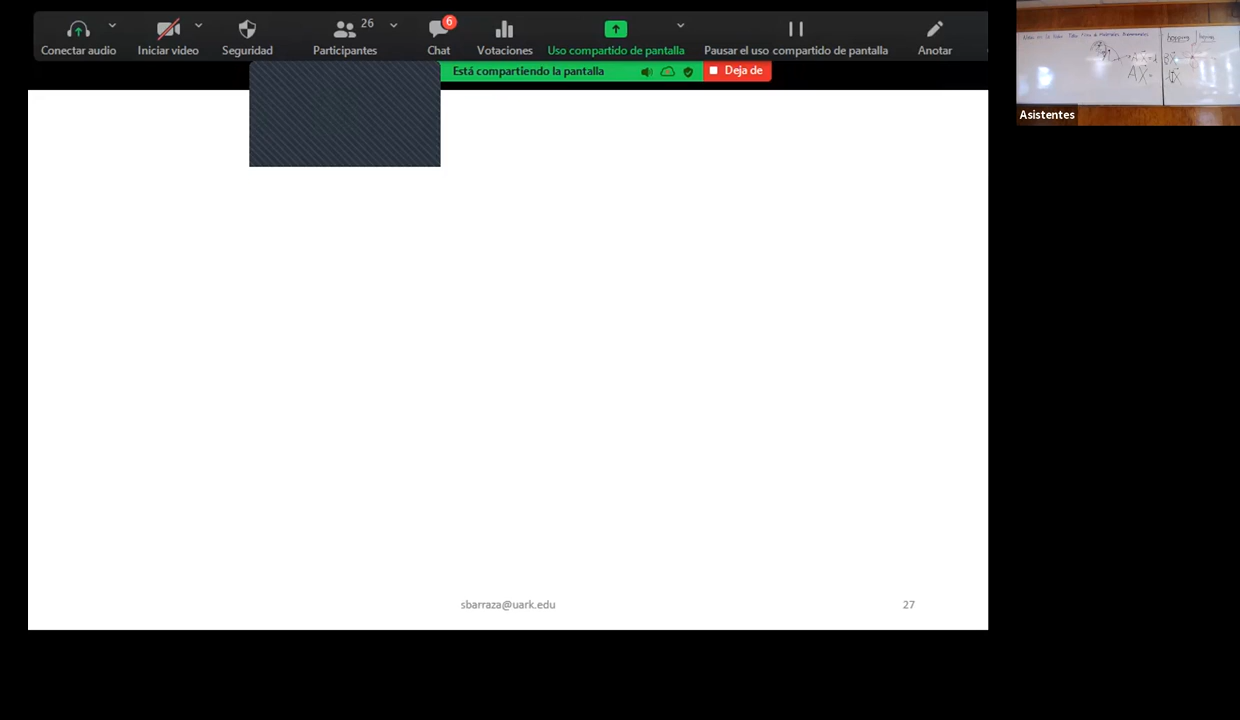 26
6
Conectar audio
Iniciar video
Seguridad
Participantes
Chat
Votaciones
Uso compartido de pantalla
Pausar el uso compartido de pantalla
Anotar
Está compartiendo la pantalla
Deja de
hopping
Asistentes
sbarraza@uark.edu
27